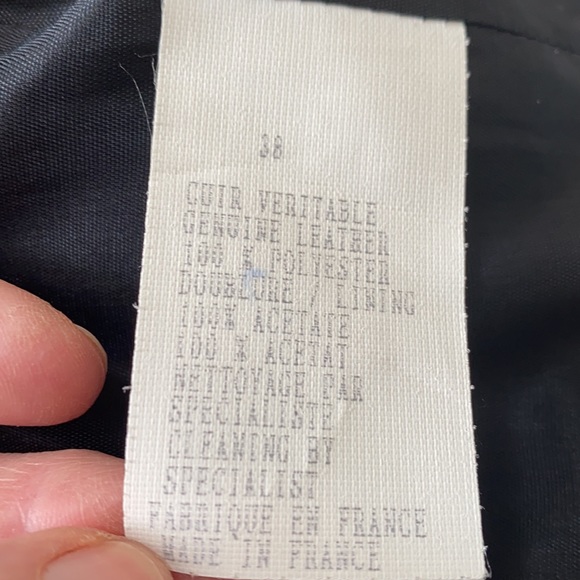 38
CUIR VERITABLE
GENUINE LEATHER
100 % POLYESTER
DOUBLURE / LINING
100% ACETATE
100 % ACETAT
NETTOYAGE PAR
SPECIALISTE
CLEANING BY
SPECIALIST
FABRIQUE EN FRANCE
MADE IN FRANCE